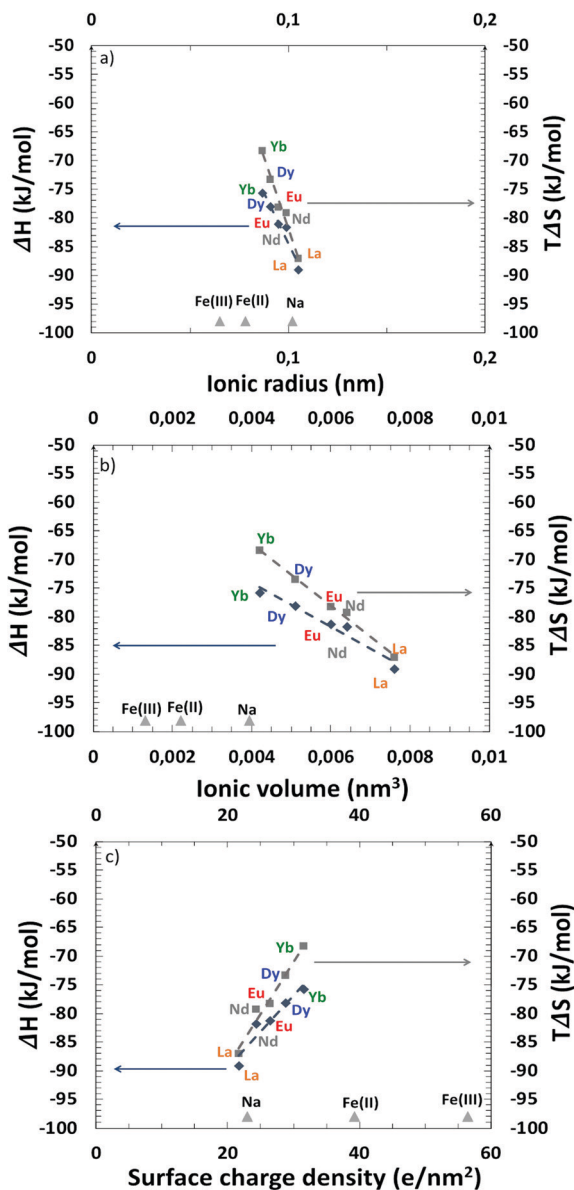 0 0,1 0,2
a)
-50 -50
-55 -55
-60 -60
-65 -65
-70 -70
-75 -75
-80 -80
-85 -85
-90 -90
-95 -95
-100 -100
ΔH (kJ/mol)
TΔS (kJ/mol)
Yb
Dy
Yb
Dy
Eu
Eu
Nd
Nd
La
La
Fe(III) Fe(II) Na
0 0,1 0,2
Ionic radius (nm)
0 0,002 0,004 0,006 0,008 0,01
b)
-50 -50
-55 -55
-60 -60
-65 -65
-70 -70
-75 -75
-80 -80
-85 -85
-90 -90
-95 -95
-100 -100
ΔH (kJ/mol)
TΔS (kJ/mol)
Yb
Dy
Yb
Eu
Nd
Dy
Eu
Nd
La
La
Fe(III) Fe(II) Na
0 0,002 0,004 0,006 0,008 0,01
Ionic volume (nm³)
0 20 40 60
c)
-50 -50
-55 -55
-60 -60
-65 -65
-70 -70
-75 -75
-80 -80
-85 -85
-90 -90
-95 -95
-100 -100
ΔH (kJ/mol)
TΔS (kJ/mol)
Yb
Dy
Eu
Yb
Nd
Dy
Eu
Nd
La
La
Na Fe(II) Fe(III)
0 20 40 60
Surface charge density (e/nm²)